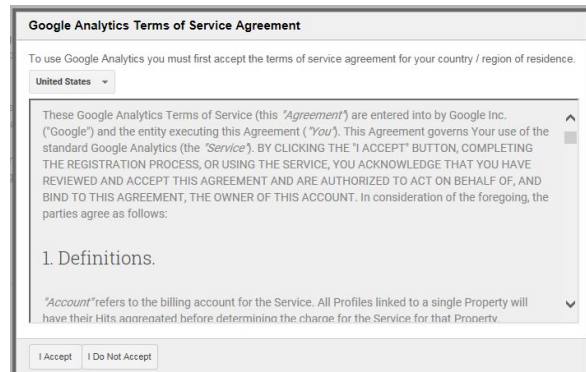 Google Analytics Terms of Service Agreement
To use Google Analytics you must first accept the terms of service agreement for your country / region of residence.
United States
These Google Analytics Terms of Service (this "Agreement") are entered into by Google Inc.
("Google") and the entity executing this Agreement ("You"). This Agreement governs Your use of the
standard Google Analytics (the "Service"). BY CLICKING THE "I ACCEPT" BUTTON, COMPLETING
THE REGISTRATION PROCESS, OR USING THE SERVICE, YOU ACKNOWLEDGE THAT YOU HAVE
REVIEWED AND ACCEPT THIS AGREEMENT AND ARE AUTHORIZED TO ACT ON BEHALF OF, AND
BIND TO THIS AGREEMENT, THE OWNER OF THIS ACCOUNT. In consideration of the foregoing, the
parties agree as follows:
1. Definitions.
"Account" refers to the billing account for the Service. All Profiles linked to a single Property will
have their Hits aggregated before determining the charge for the Service for that Property.
I Accept
I Do Not Accept